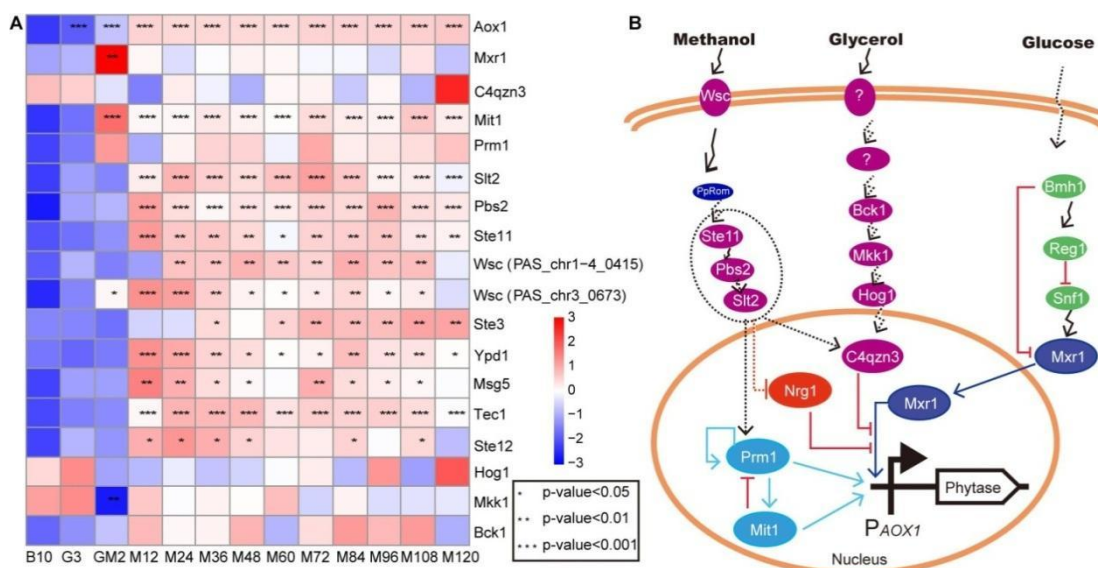 A
Aox1
Mxr1
C4qzn3
Mit1
Prm1
Slt2
Pbs2
Ste11
Wsc (PAS_chr1-4_0415)
Wsc (PAS_chr3_0673)
Ste3
Ypd1
Msg5
Tec1
Ste12
Hog1
Mkk1
Bck1
B10 G3 GM2 M12 M24 M36 M48 M60 M72 M84 M96 M108 M120
3
2
1
0
−1
−2
−3
* p-value<0.05
** p-value<0.01
*** p-value<0.001
B
Methanol Glycerol Glucose
Wsc
?
?
PpRom
Bck1
Bmh1
Ste11
Mkk1
Reg1
Pbs2
Slt2
Hog1
Snf1
C4qzn3
Mxr1
Nrg1
Mxr1
Prm1
Mit1
Phytase
PAOX1
Nucleus